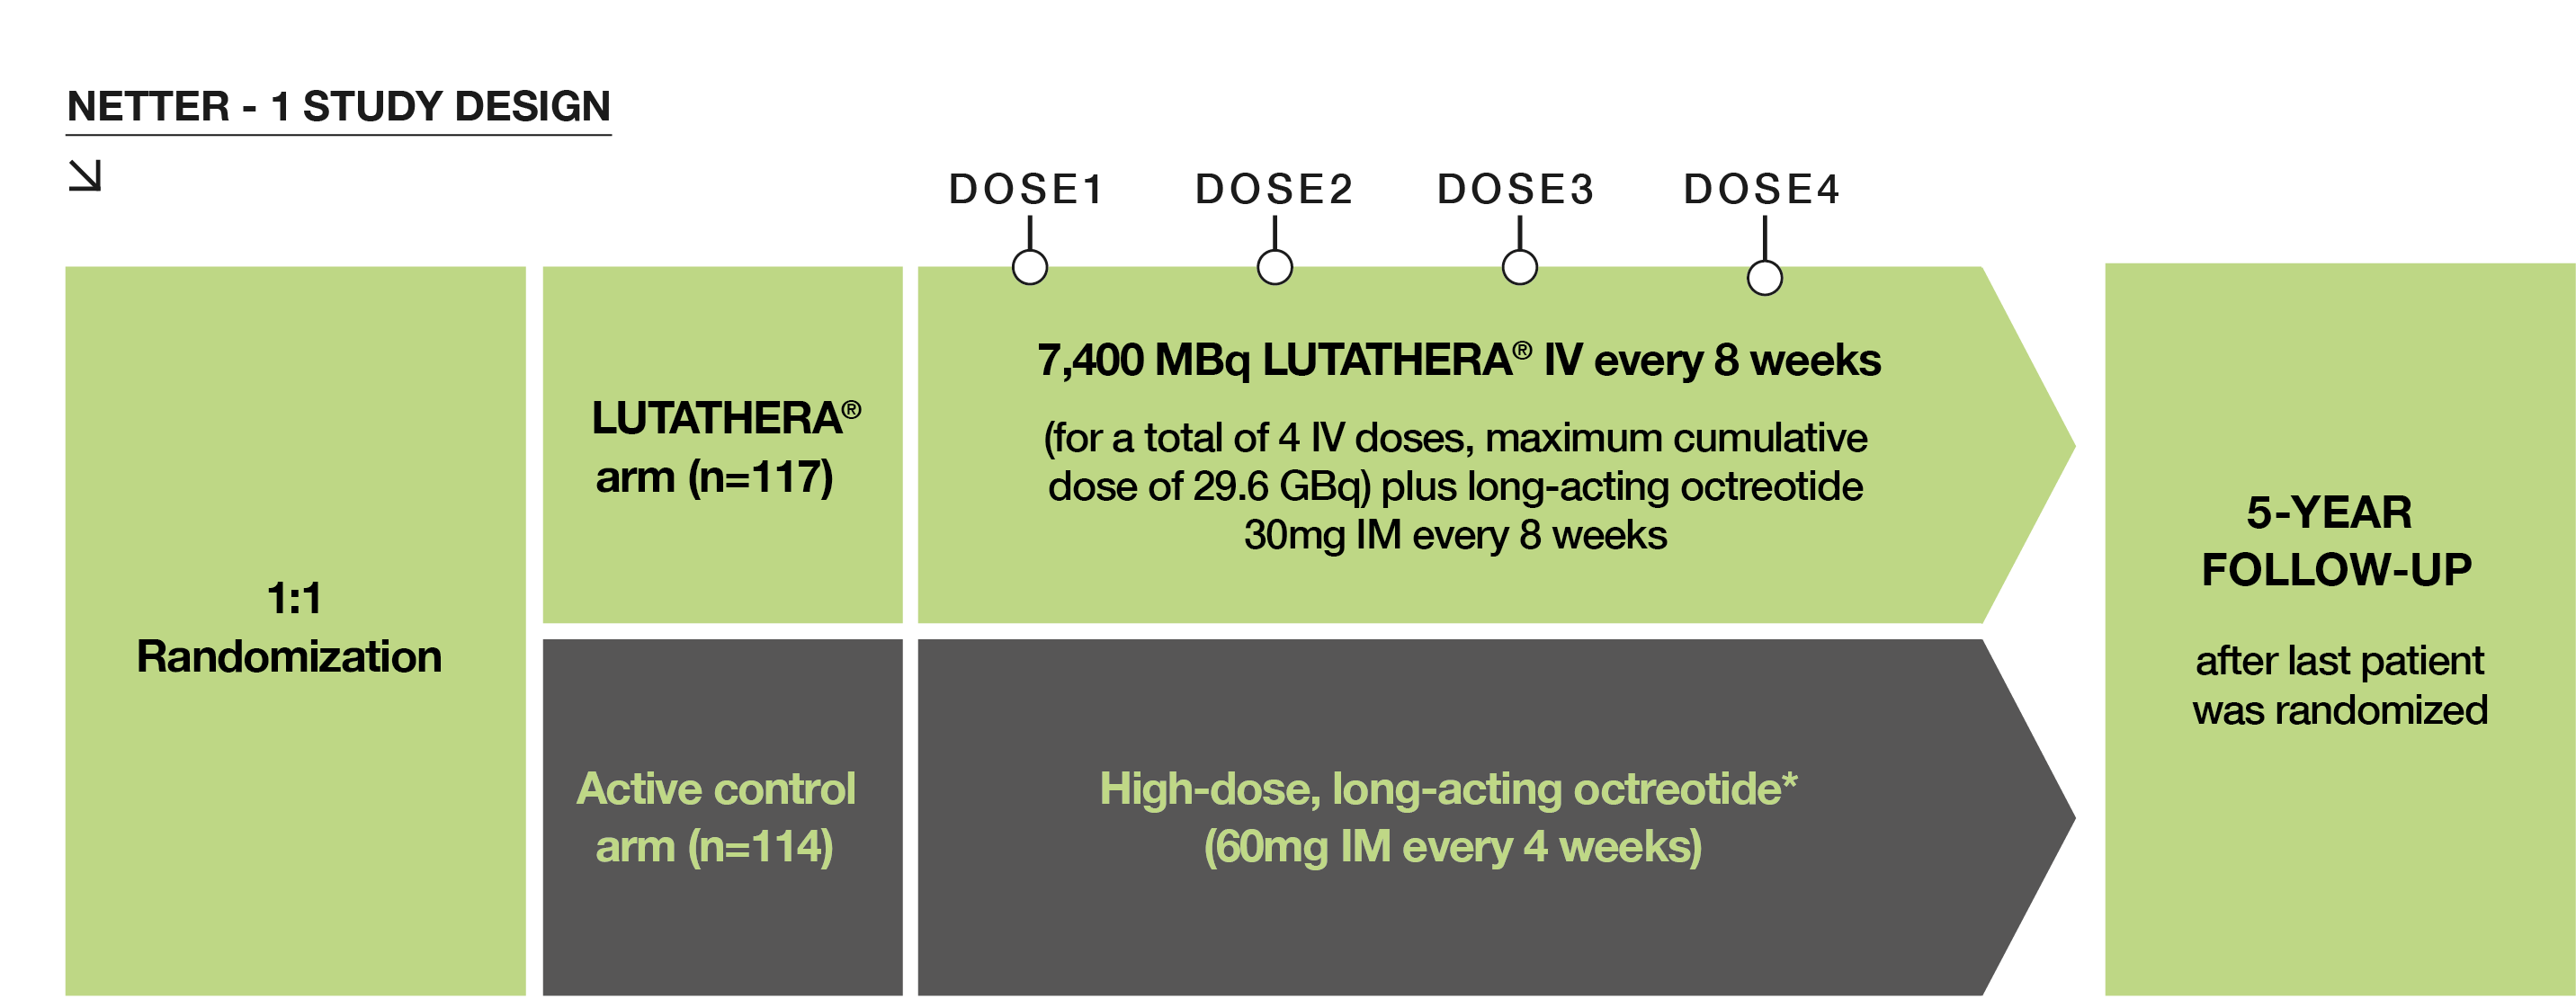 NETTER - 1 STUDY DESIGN
DOSE1
DOSE2
DOSE3
DOSE4
1:1
Randomization
LUTATHERA®
arm (n=117)
7,400 MBq LUTATHERA® IV every 8 weeks
(for a total of 4 IV doses, maximum cumulative
dose of 29.6 GBq) plus long-acting octreotide
30mg IM every 8 weeks
Active control
arm (n=114)
High-dose, long-acting octreotide*
(60mg IM every 4 weeks)
5-YEAR
FOLLOW-UP
after last patient
was randomized